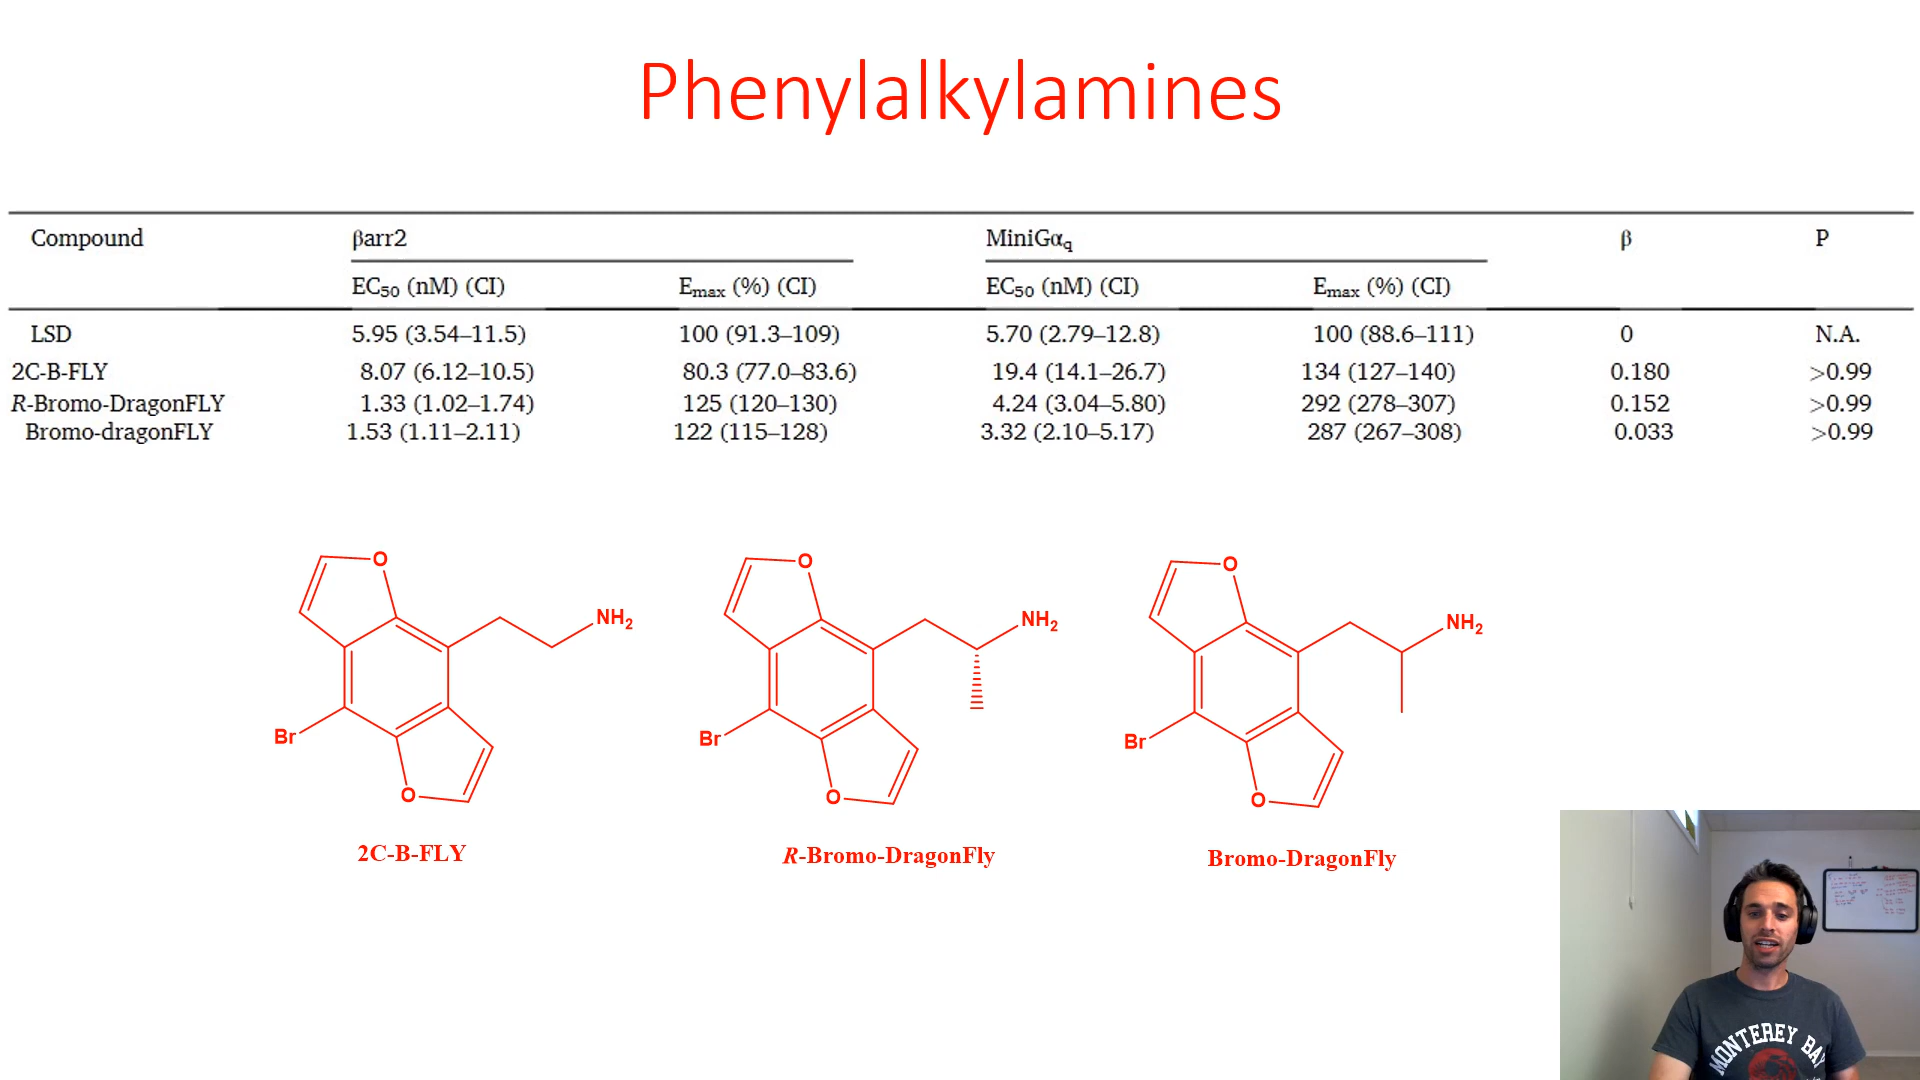 Phenylalkylamines
Compound βarr2 MiniGαq β P
EC50 (nM) (CI) Emax (%) (CI) EC50 (nM) (CI) Emax (%) (CI)
LSD 5.95 (3.54–11.5) 100 (91.3–109) 5.70 (2.79–12.8) 100 (88.6–111) 0 N.A.
2C-B-FLY 8.07 (6.12–10.5) 80.3 (77.0–83.6) 19.4 (14.1–26.7) 134 (127–140) 0.180 >0.99
R-Bromo-DragonFLY 1.33 (1.02–1.74) 125 (120–130) 4.24 (3.04–5.80) 292 (278–307) 0.152 >0.99
Bromo-dragonFLY 1.53 (1.11–2.11) 122 (115–128) 3.32 (2.10–5.17) 287 (267–308) 0.033 >0.99
O
NH2
Br
O
2C-B-FLY
O
NH2
Br
O
R-Bromo-DragonFly
O
NH2
Br
O
Bromo-DragonFly
MONTEREY BA